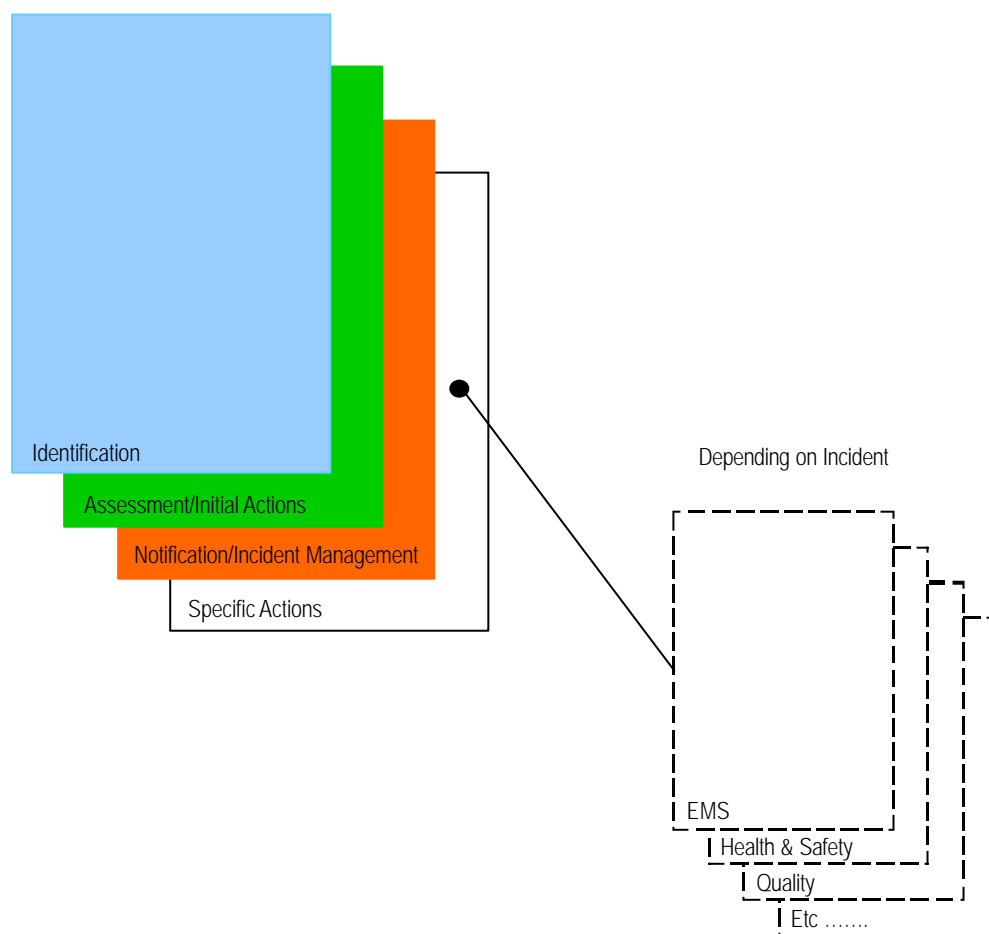 Identification
Assessment/Initial Actions
Notification/Incident Management
Specific Actions
Depending on Incident
EMS
Health & Safety
Quality
Etc .......